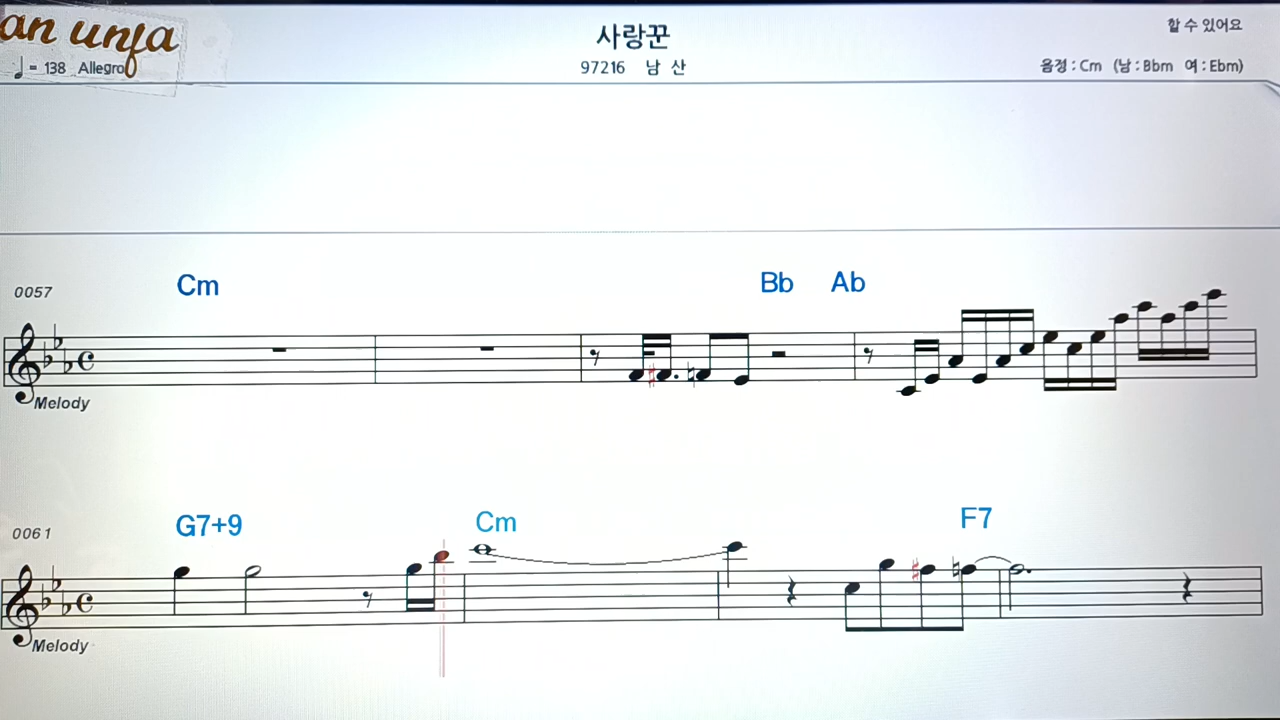 an unja
사랑꾼
할 수 있어요
♩= 138 Allegro
97216 남 산
음정 : Cm (남 : Bbm 여 : Ebm)
Cm Bb Ab
0057
Melody
G7+9 Cm F7
0061
Melody